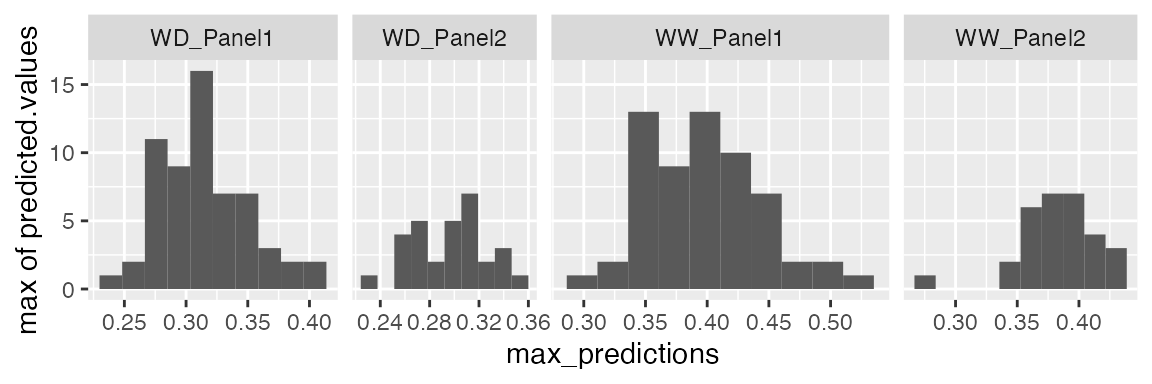 WD_Panel1 WD_Panel2 WW_Panel1 WW_Panel2
max of predicted.values
15
10
5
0
0.25 0.30 0.35 0.40 0.24 0.28 0.32 0.36 0.30 0.35 0.40 0.45 0.50 0.30 0.35 0.40
max_predictions